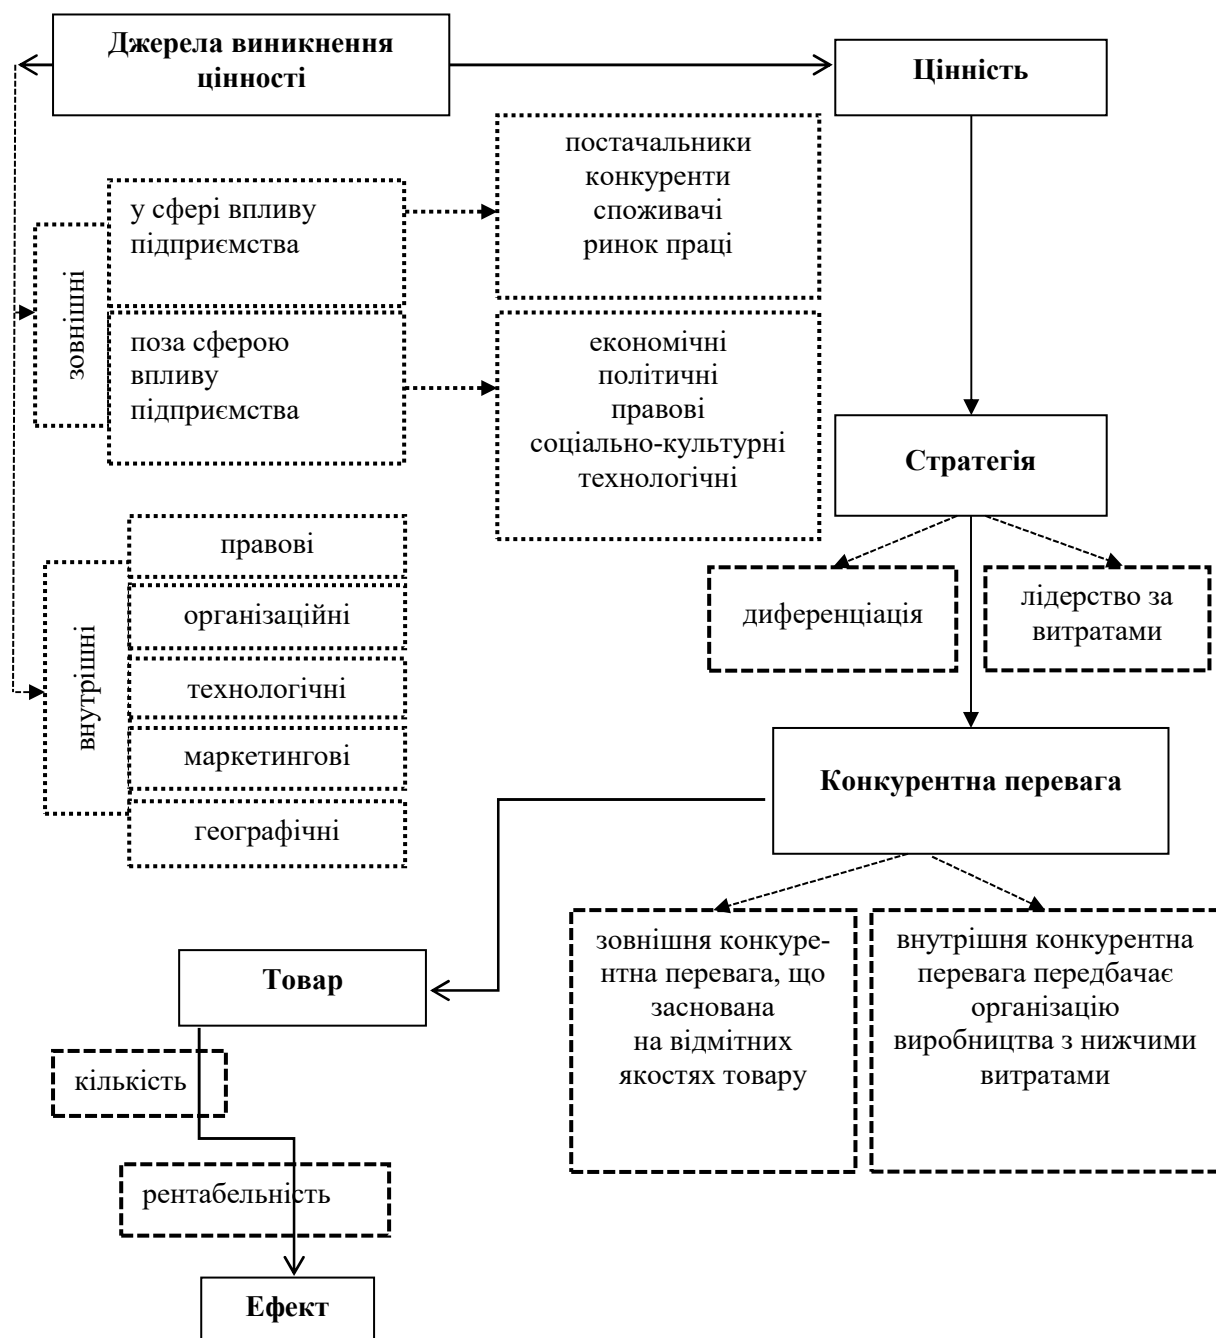 Джерела виникнення
цінності
Цінність
постачальники
конкуренти
споживачі
ринок праці
у сфері впливу
підприємства
зовнішні
поза сферою
впливу
підприємства
економічні
політичні
правові
соціально-культурні
технологічні
Стратегія
правові
організаційні
технологічні
маркетингові
географічні
внутрішні
диференціація
лідерство за
витратами
Конкурентна перевага
зовнішня конкуре-
нтна перевага, що
заснована
на відмітних
якостях товару
внутрішня конкурентна
перевага передбачає
організацію
виробництва з нижчими
витратами
Товар
кількість
рентабельність
Ефект